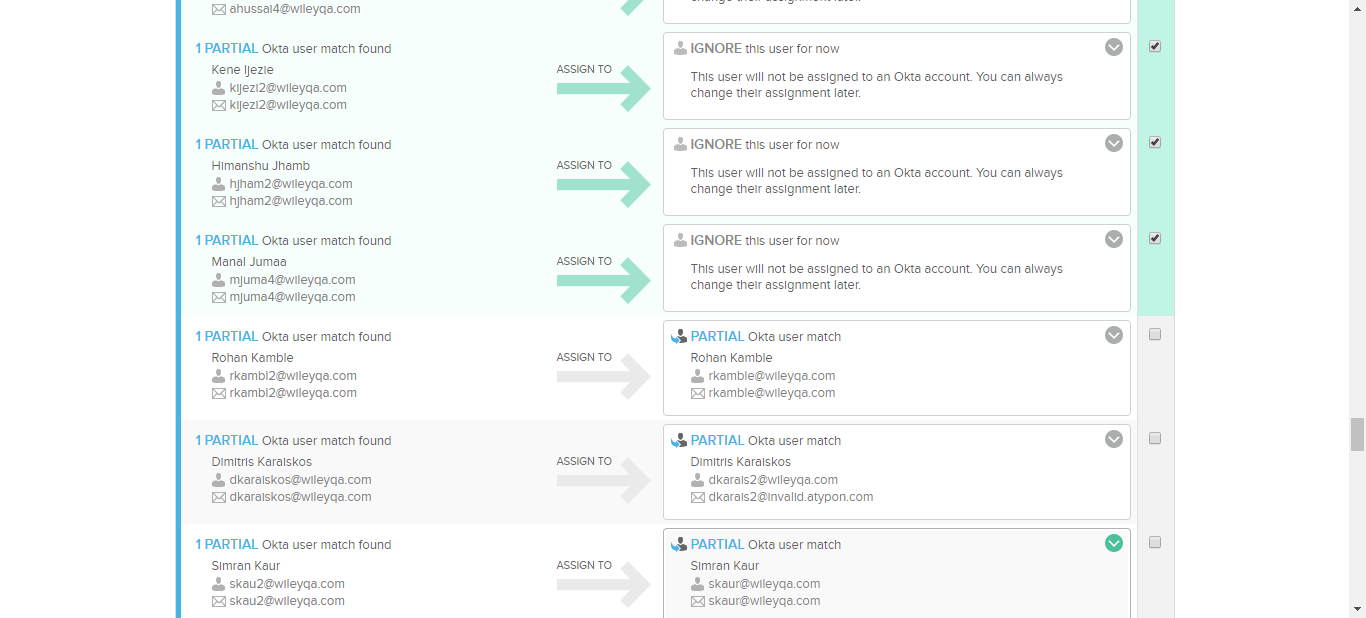 ahussai4@wileyqa.com
change their assignment later.
1 PARTIAL Okta user match found
Kene Ijezie
kijezi2@wileyqa.com
kijezi2@wileyqa.com
ASSIGN TO
IGNORE this user for now
This user will not be assigned to an Okta account. You can always
change their assignment later.
1 PARTIAL Okta user match found
Himanshu Jhamb
hjham2@wileyqa.com
hjham2@wileyqa.com
ASSIGN TO
IGNORE this user for now
This user will not be assigned to an Okta account. You can always
change their assignment later.
1 PARTIAL Okta user match found
Manal Jumaa
mjuma4@wileyqa.com
mjuma4@wileyqa.com
ASSIGN TO
IGNORE this user for now
This user will not be assigned to an Okta account. You can always
change their assignment later.
1 PARTIAL Okta user match found
Rohan Kamble
rkambl2@wileyqa.com
rkambl2@wileyqa.com
ASSIGN TO
PARTIAL Okta user match
Rohan Kamble
rkamble@wileyqa.com
rkamble@wileyqa.com
1 PARTIAL Okta user match found
Dimitris Karaiskos
dkaraiskos@wileyqa.com
dkaraiskos@wileyqa.com
ASSIGN TO
PARTIAL Okta user match
Dimitris Karaiskos
dkarais2@wileyqa.com
dkarais2@invalid.atypon.com
1 PARTIAL Okta user match found
Simran Kaur
skau2@wileyqa.com
skau2@wileyqa.com
ASSIGN TO
PARTIAL Okta user match
Simran Kaur
skaur@wileyqa.com
skaur@wileyqa.com